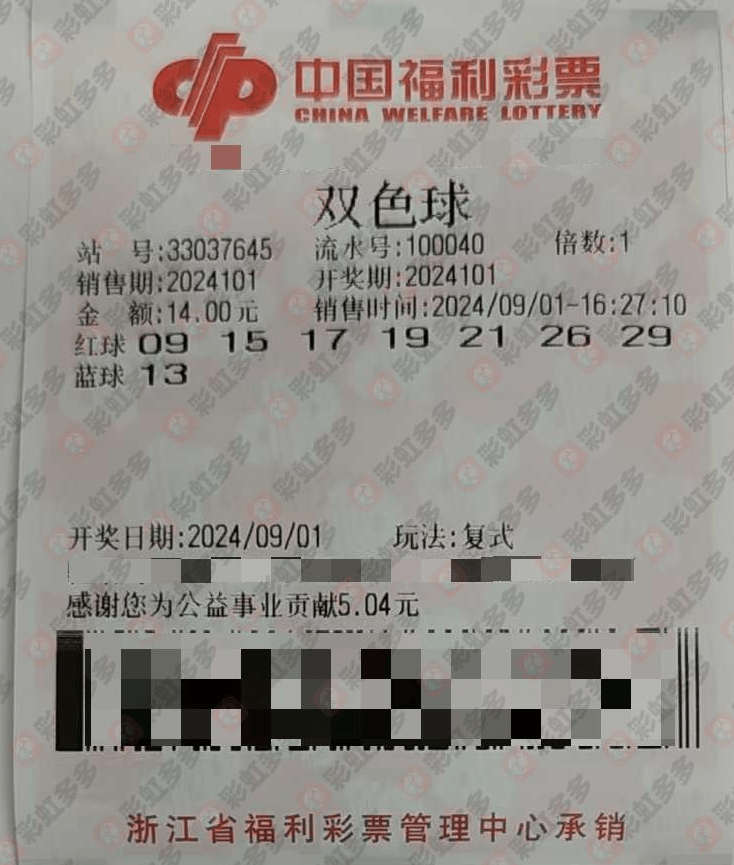 中国福利彩票
CHINA WELFARE LOTTERY
双色球
站 号:33037645 流水号:100040 倍数:1
销售期:2024101 开奖期:2024101
金 额:14.00元 销售时间:2024/09/01-16:27:10
红球 09 15 17 19 21 26 29
蓝球 13
开奖日期:2024/09/01 玩法:复式
感谢您为公益事业贡献5.04元
浙江省福利彩票管理中心承销
彩虹多多